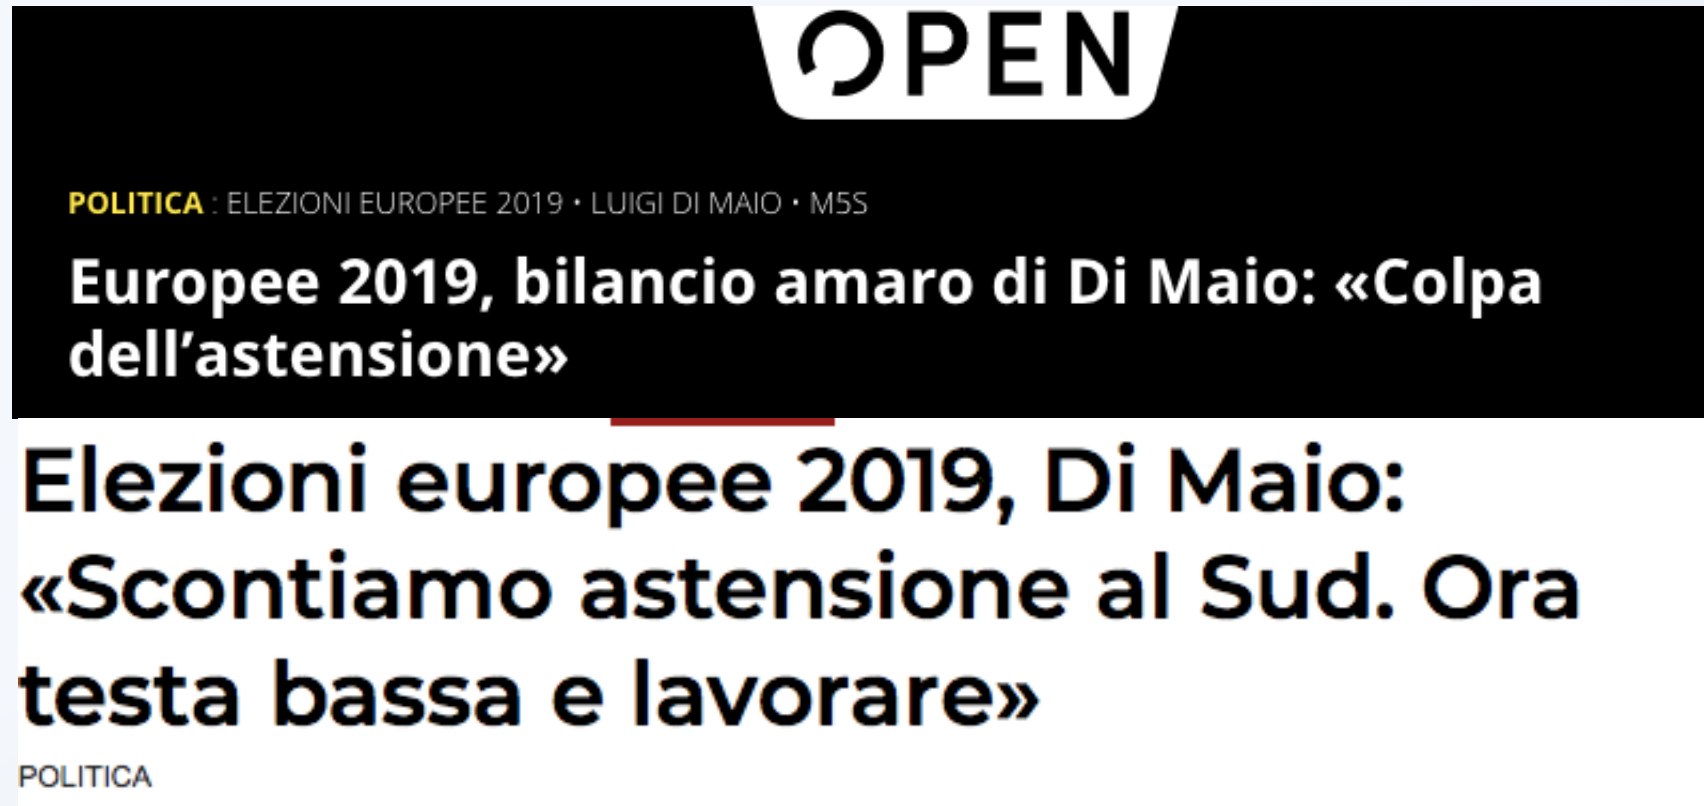 OPEN
POLITICA : ELEZIONI EUROPEE 2019 • LUIGI DI MAIO • M5S
Europee 2019, bilancio amaro di Di Maio: «Colpa
dell’astensione»
Elezioni europee 2019, Di Maio:
«Scontiamo astensione al Sud. Ora
testa bassa e lavorare»
POLITICA